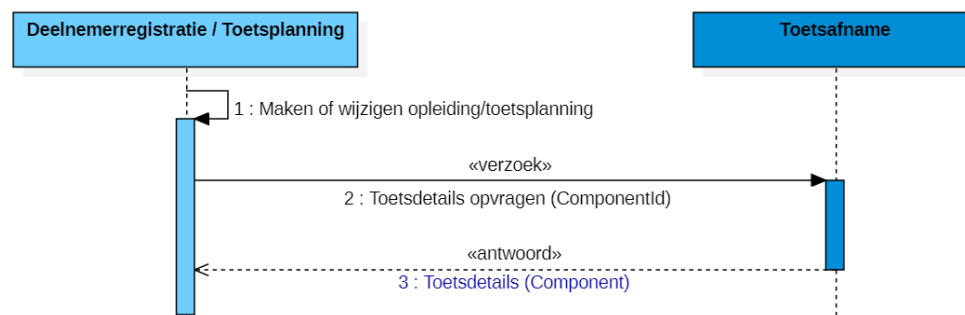 Deelnemerregistratie / Toetsplanning
Toetsafname
1 : Maken of wijzigen opleiding/toetsplanning
«verzoek»
2 : Toetsdetails opvragen (ComponentId)
«antwoord»
3 : Toetsdetails (Component)